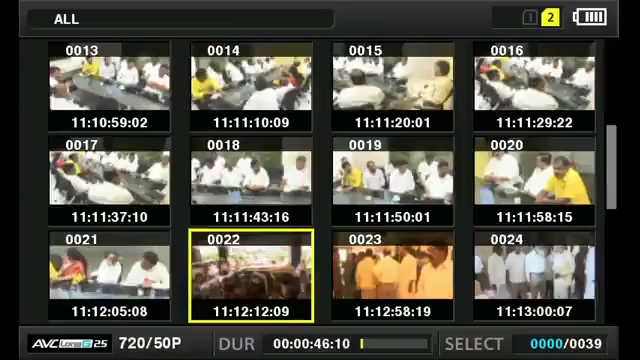 ALL
1 2
0013 0014 0015 0016
11:10:59:02 11:11:10:09 11:11:20:01 11:11:29:22
0017 0018 0019 0020
11:11:37:10 11:11:43:16 11:11:50:01 11:11:58:15
0021 0022 0023 0024
11:12:05:08 11:12:12:09 11:12:58:19 11:13:00:07
AVC LongG 25 720/50P DUR 00:00:46:10 SELECT 0000/0039